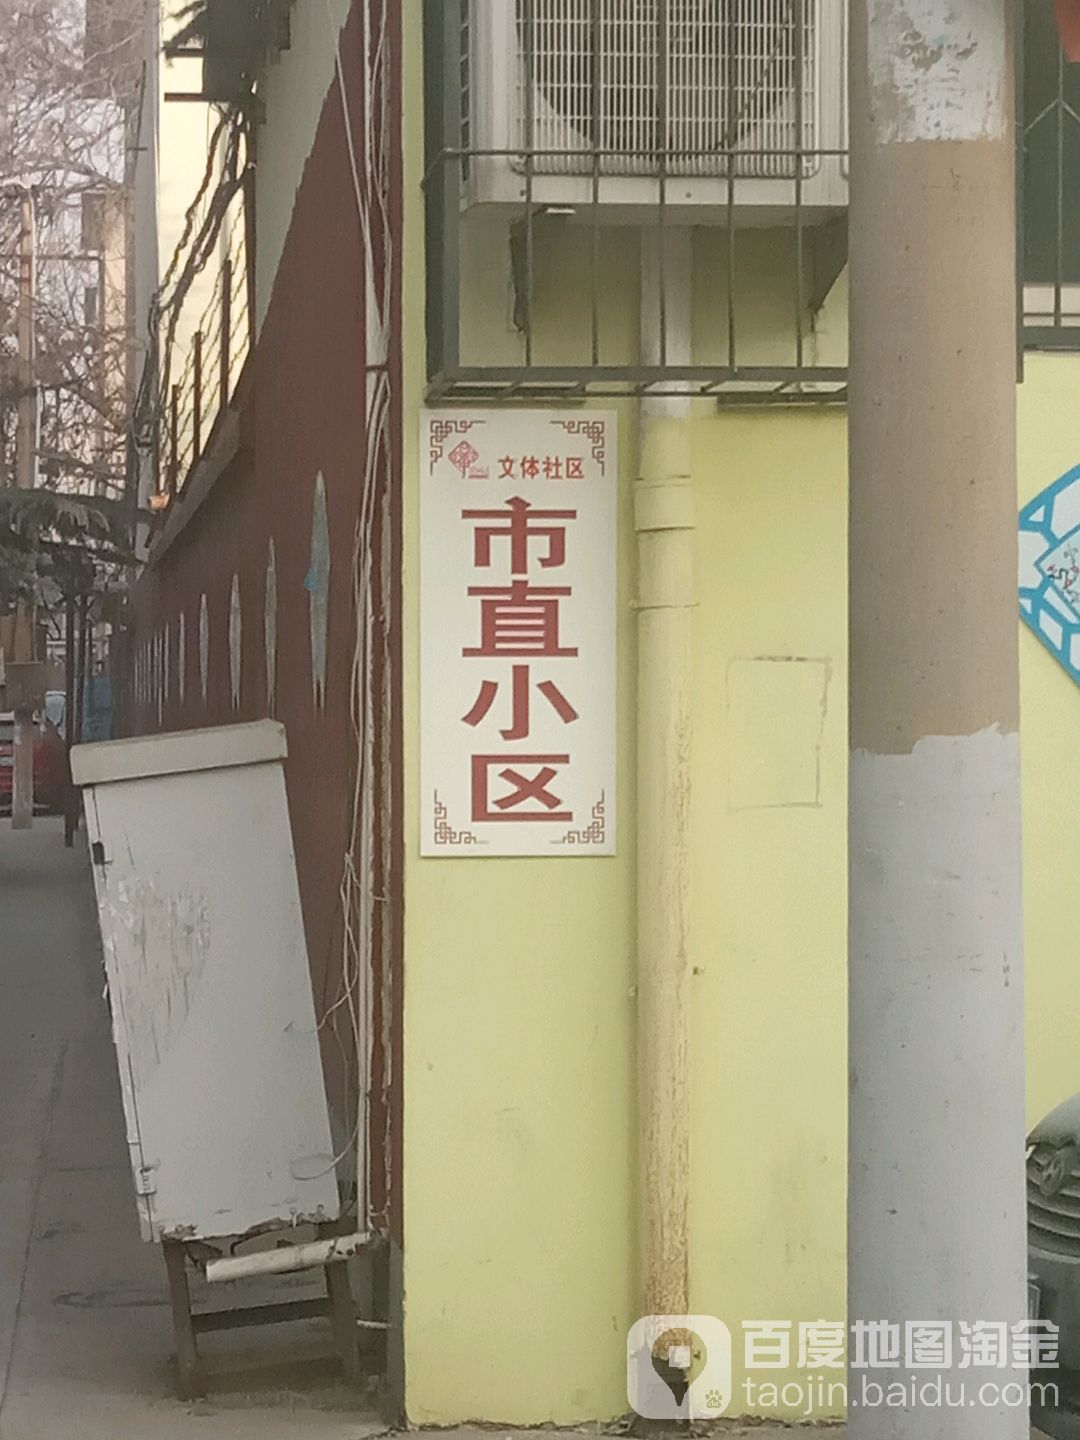 文体社区
市直小区
百度地图淘金
taojin.baidu.com